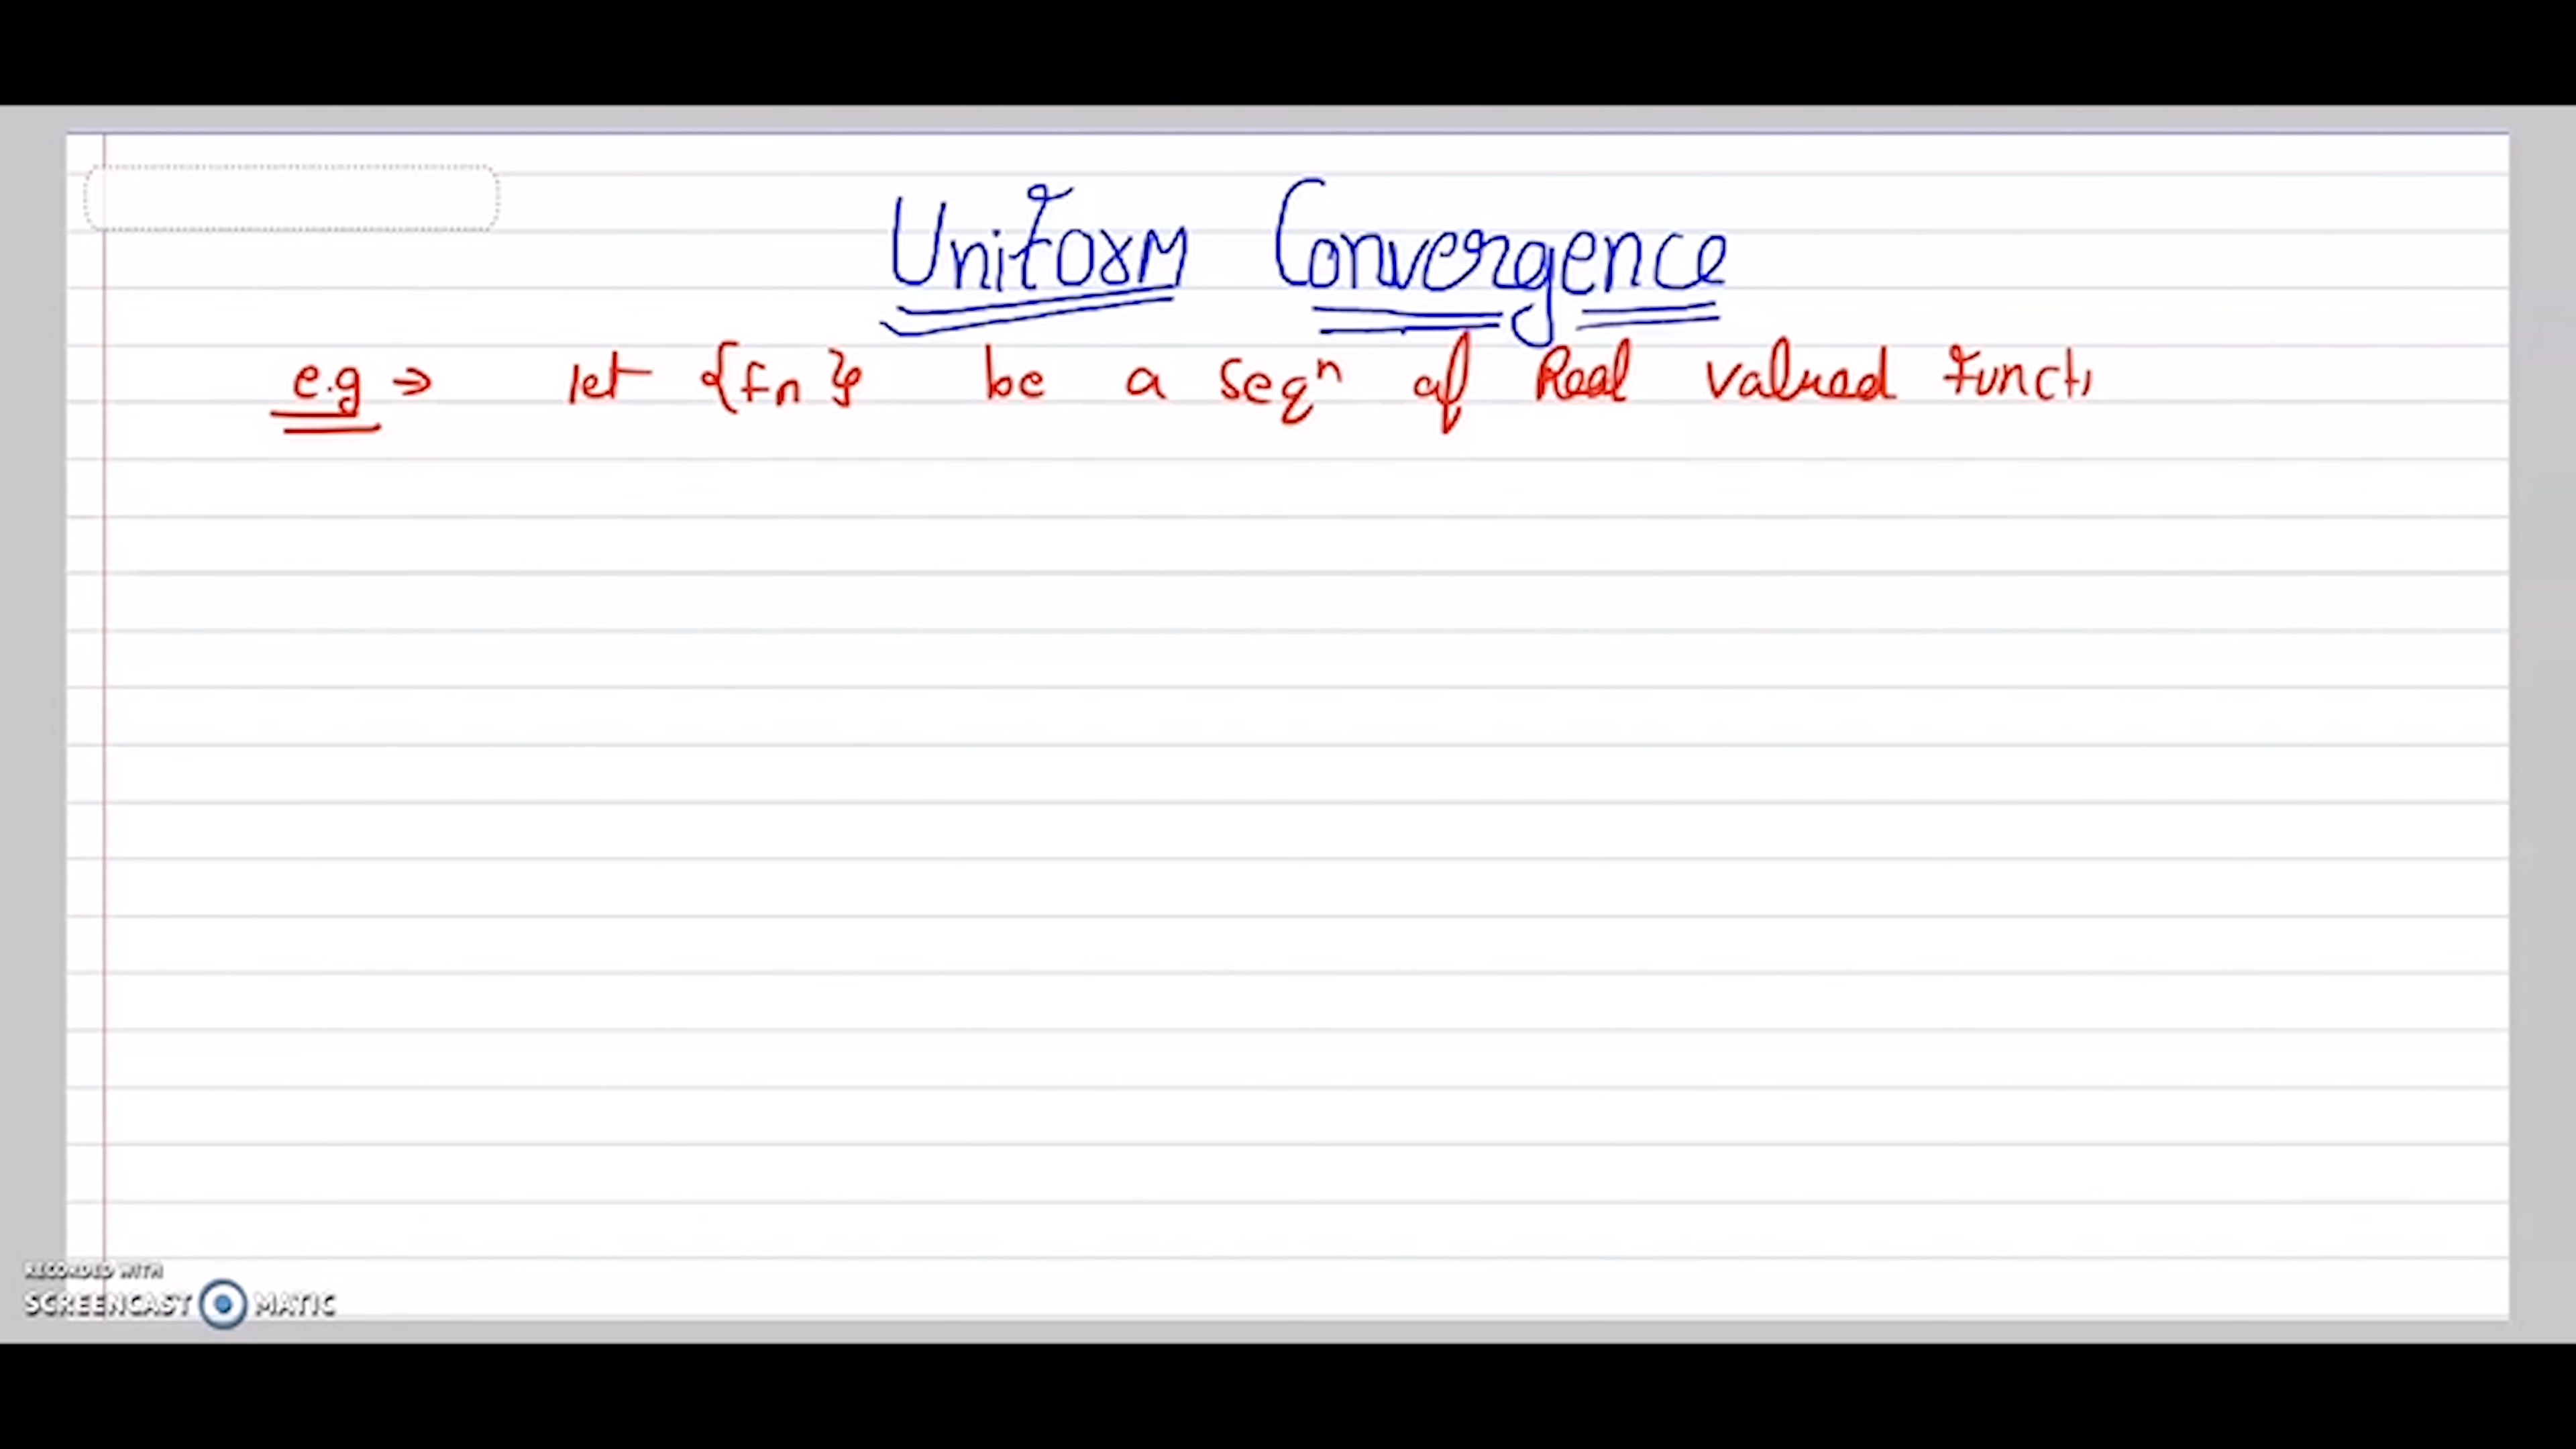 Uniform Convergence
e.g ⇒ let {fn} be a seqⁿ of Real valued functi
RECORDED WITH
SCREENCAST MATIC